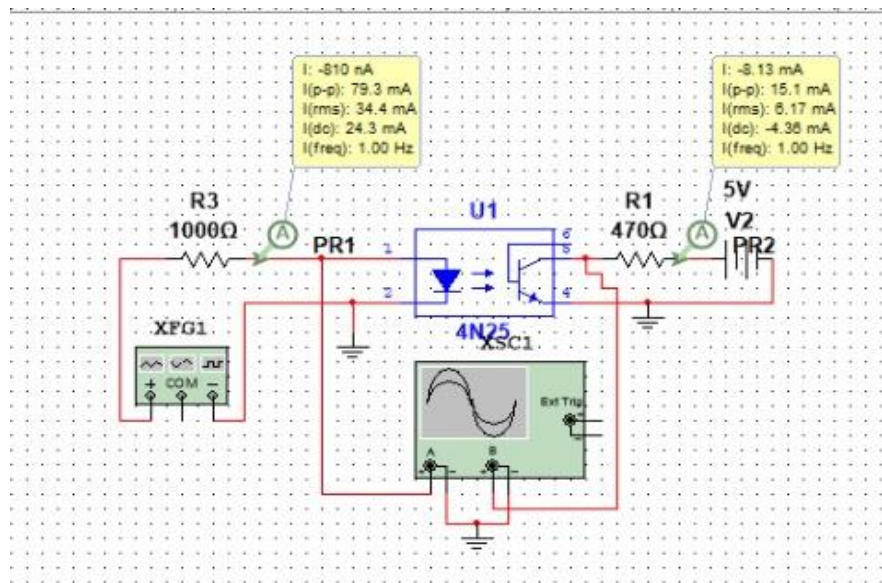 I: -810 nA
I(p-p): 79.3 mA
I(rms): 34.4 mA
I(dc): 24.3 mA
I(freq): 1.00 Hz
I: -8.13 mA
I(p-p): 15.1 mA
I(rms): 6.17 mA
I(dc): -4.36 mA
I(freq): 1.00 Hz
R3
1000Ω
A
PR1
U1
1
2
6
5
4
4N25
R1
470Ω
A
5V
V2
PR2
XFG1
+
COM
−
XSC1
Ext Trig
+
−
A
B
+
−
+
−